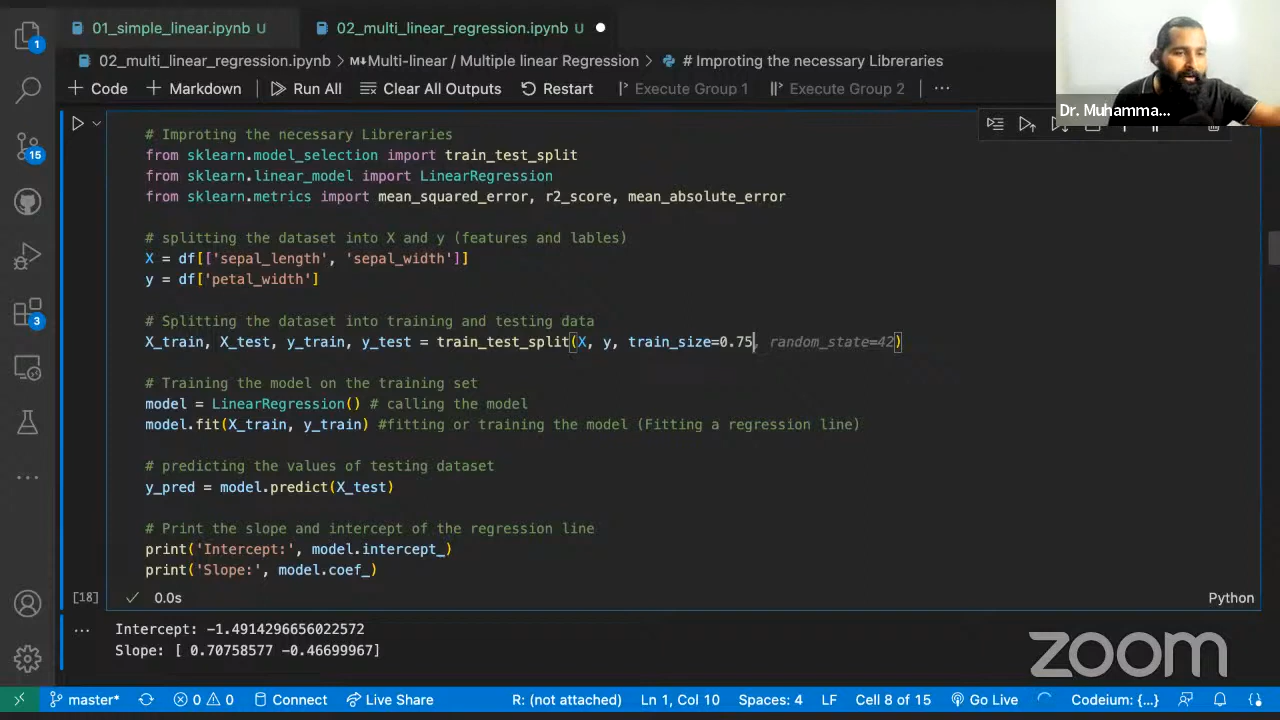 01_simple_linear.ipynb U
02_multi_linear_regression.ipynb U
02_multi_linear_regression.ipynb > Multi-linear / Multiple linear Regression > # Improting the necessary Libreraries
+ Code + Markdown Run All Clear All Outputs Restart Execute Group 1 Execute Group 2 ...
Dr. Muhamma...
1
15
3
# Improting the necessary Libreraries
from sklearn.model_selection import train_test_split
from sklearn.linear_model import LinearRegression
from sklearn.metrics import mean_squared_error, r2_score, mean_absolute_error
# splitting the dataset into X and y (features and lables)
X = df[['sepal_length', 'sepal_width']]
y = df['petal_width']
# Splitting the dataset into training and testing data
X_train, X_test, y_train, y_test = train_test_split(X, y, train_size=0.75, random_state=42)
# Training the model on the training set
model = LinearRegression() # calling the model
model.fit(X_train, y_train) #fitting or training the model (Fitting a regression line)
# predicting the values of testing dataset
y_pred = model.predict(X_test)
# Print the slope and intercept of the regression line
print('Intercept:', model.intercept_)
print('Slope:', model.coef_)
[18] 0.0s Python
... Intercept: -1.4914296656022572
Slope: [ 0.70758577 -0.46699967]
zoom
master* 0 0 Connect Live Share R: (not attached) Ln 1, Col 10 Spaces: 4 LF Cell 8 of 15 Go Live Codeium: {...}